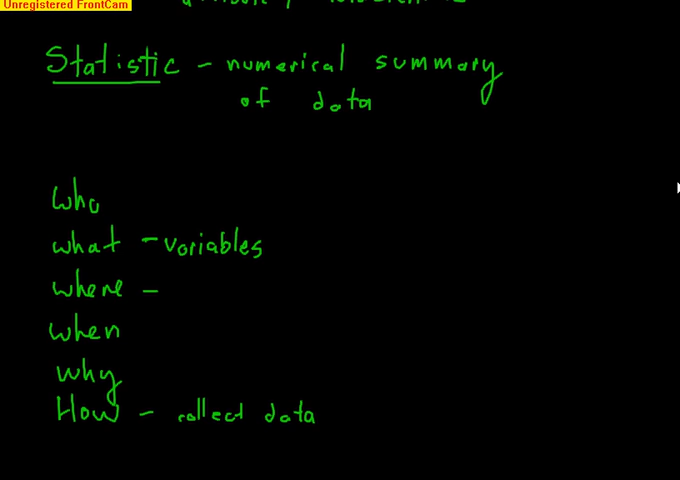 Unregistered FrontCam
Statistic - numerical summary
of data
who
what - variables
where -
when
why
How - collect data